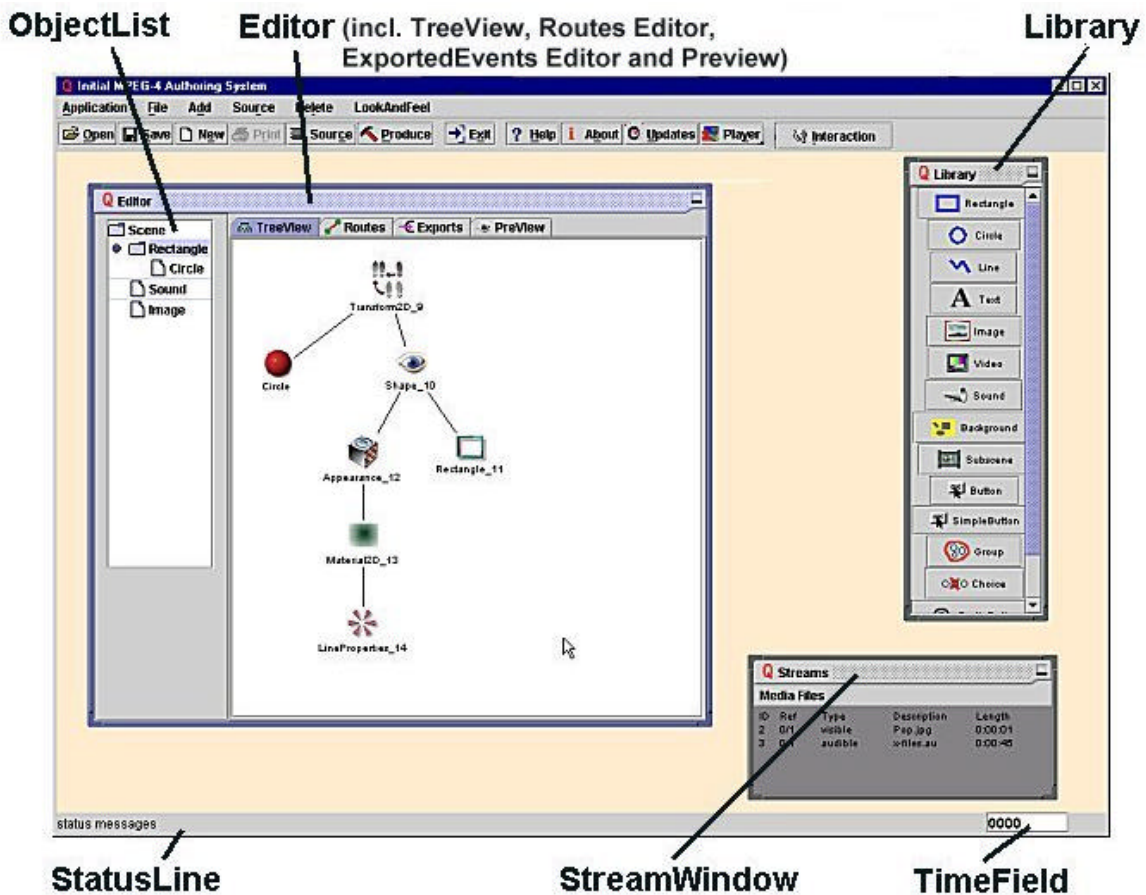 ObjectList Editor (incl. TreeView, Routes Editor, Library
ExportedEvents Editor and Preview)
Initial MPEG-4 Authoring System
Application File Add Source Delete LookAndFeel
Open Save New Print Source Produce Exit ? Help i About Updates Player Interaction
Editor
Scene
Rectangle
Circle
Sound
Image
TreeView Routes Exports PreView
Transform2D_9
Circle
Shape_10
Appearance_12
Rectangle_11
Material2D_13
LineProperties_14
Library
Rectangle
Circle
Line
A Text
Image
Video
Sound
Background
Subscene
Button
SimpleButton
Group
Choice
Streams
Media Files
ID Ref Type Description Length
2 0/1 visible Pop.jpg 0:00:01
3 0/1 audible x-files.au 0:00:45
status messages
0000
StatusLine StreamWindow TimeField